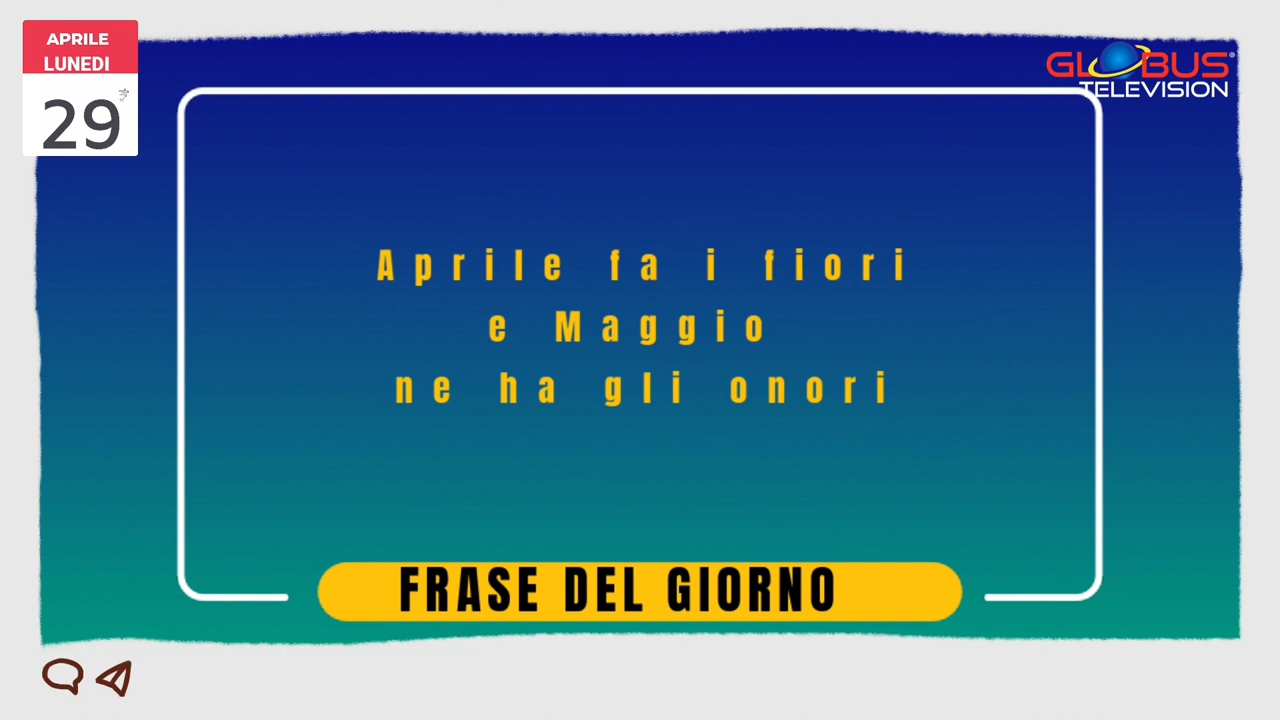 APRILE
LUNEDI
29
GLOBUS®
TELEVISION
Aprile fa i fiori
e Maggio
ne ha gli onori
FRASE DEL GIORNO